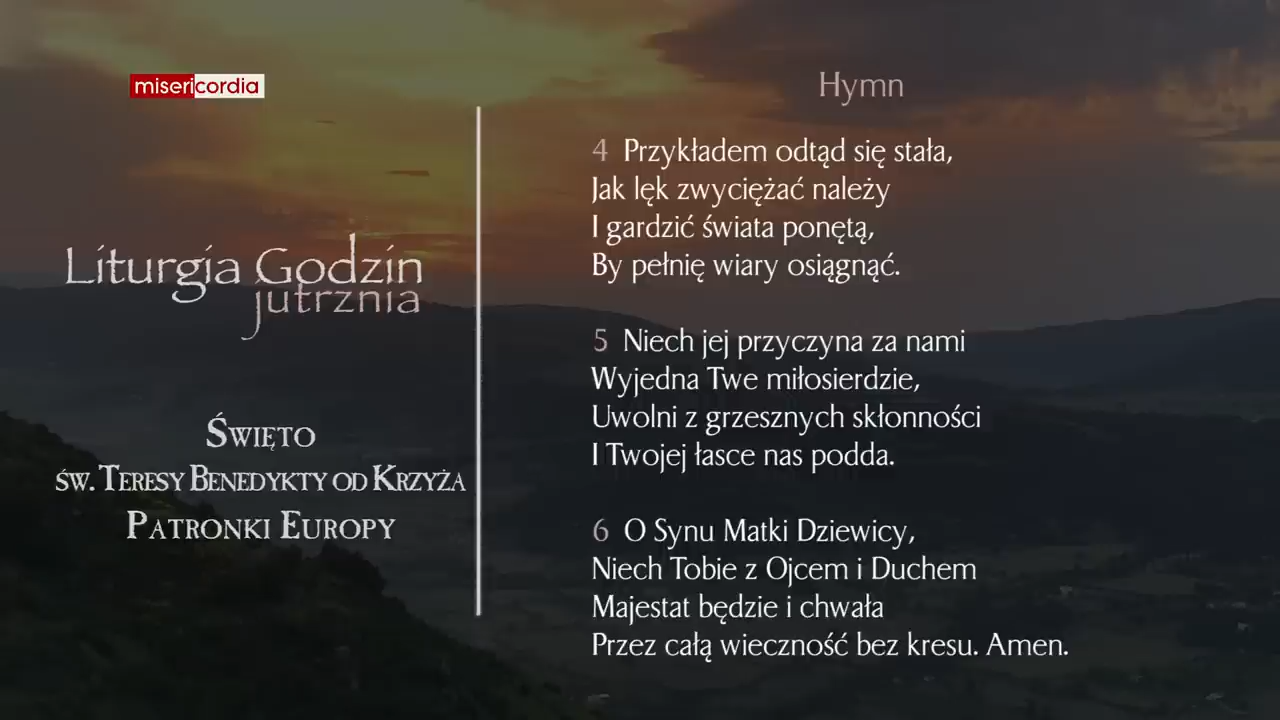 misericordia
Liturgia Godzin
jutrznia
Święto
św. Teresy Benedykty od Krzyża
Patronki Europy
Hymn
4 Przykładem odtąd się stała,
Jak lęk zwyciężać należy
I gardzić świata ponętą,
By pełnię wiary osiągnąć.
5 Niech jej przyczyna za nami
Wyjedna Twe miłosierdzie,
Uwolni z grzesznych skłonności
I Twojej łasce nas podda.
6 O Synu Matki Dziewicy,
Niech Tobie z Ojcem i Duchem
Majestat będzie i chwała
Przez całą wieczność bez kresu. Amen.